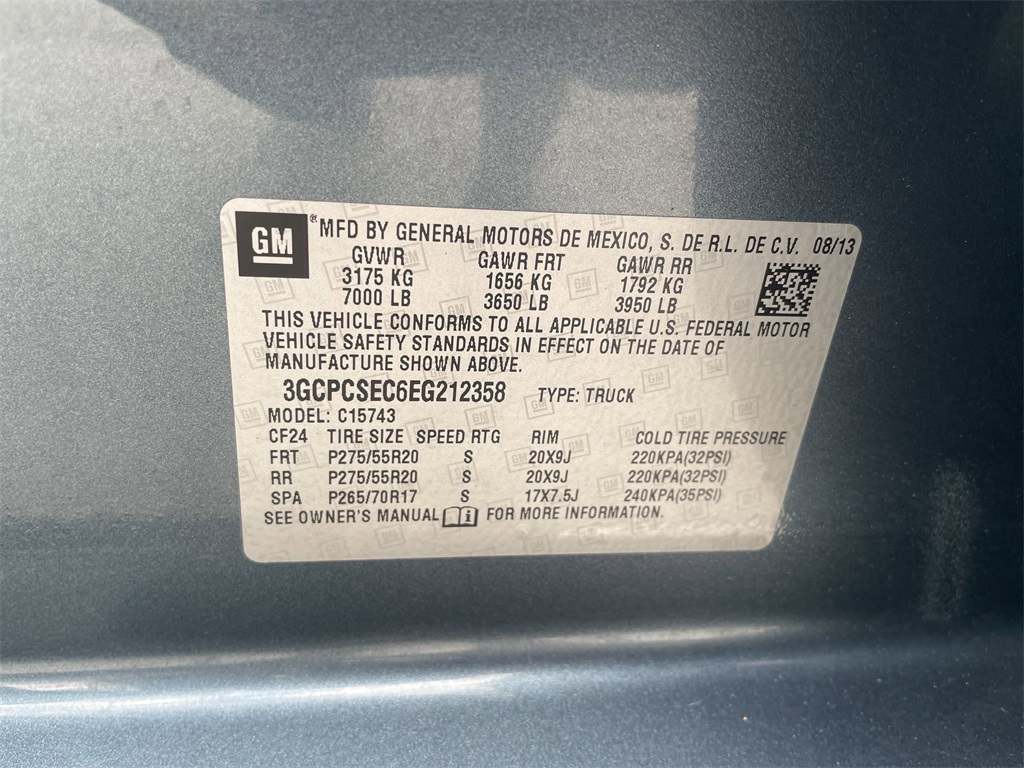 GM ® MFD BY GENERAL MOTORS DE MEXICO, S. DE R.L. DE C.V. 08/13
GVWR GAWR FRT GAWR RR
3175 KG 1656 KG 1792 KG
7000 LB 3650 LB 3950 LB
THIS VEHICLE CONFORMS TO ALL APPLICABLE U.S. FEDERAL MOTOR
VEHICLE SAFETY STANDARDS IN EFFECT ON THE DATE OF
MANUFACTURE SHOWN ABOVE.
3GCPCSEC6EG212358 TYPE: TRUCK
MODEL: C15743
CF24 TIRE SIZE SPEED RTG RIM COLD TIRE PRESSURE
FRT P275/55R20 S 20X9J 220KPA(32PSI)
RR P275/55R20 S 20X9J 220KPA(32PSI)
SPA P265/70R17 S 17X7.5J 240KPA(35PSI)
SEE OWNER'S MANUAL i FOR MORE INFORMATION.